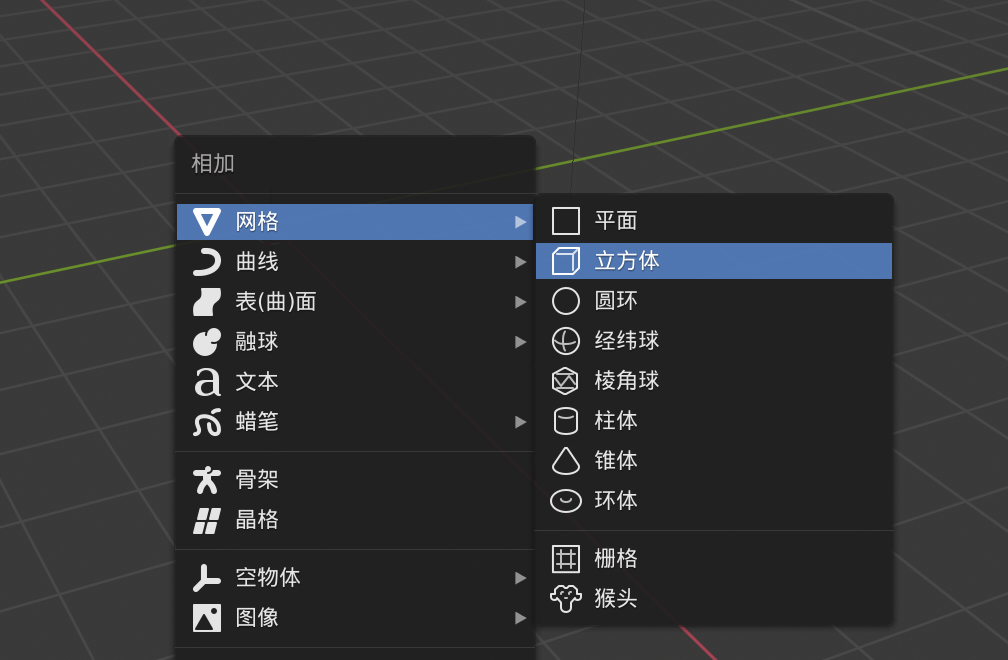 相加
网格
曲线
表(曲)面
融球
文本
蜡笔
骨架
晶格
空物体
图像
平面
立方体
圆环
经纬球
棱角球
柱体
锥体
环体
栅格
猴头